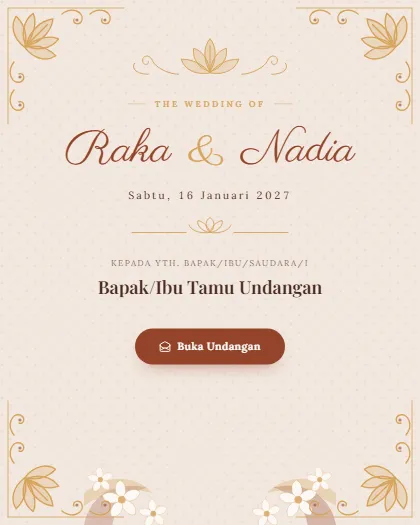 THE WEDDING OF
Raka & Nadia
Sabtu, 16 Januari 2027
KEPADA YTH. BAPAK/IBU/SAUDARA/I
Bapak/Ibu Tamu Undangan
Buka Undangan